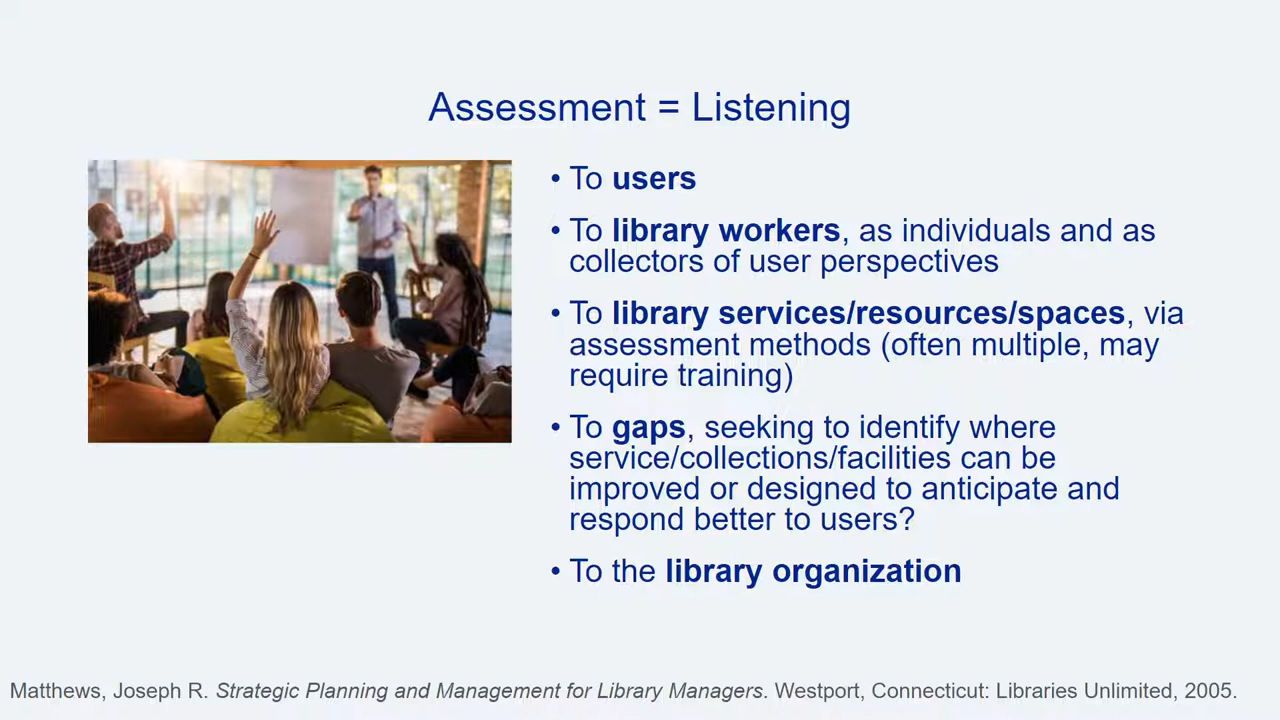 Assessment = Listening
• To users
• To library workers, as individuals and as
collectors of user perspectives
• To library services/resources/spaces, via
assessment methods (often multiple, may
require training)
• To gaps, seeking to identify where
service/collections/facilities can be
improved or designed to anticipate and
respond better to users?
• To the library organization
Matthews, Joseph R. Strategic Planning and Management for Library Managers. Westport, Connecticut: Libraries Unlimited, 2005.